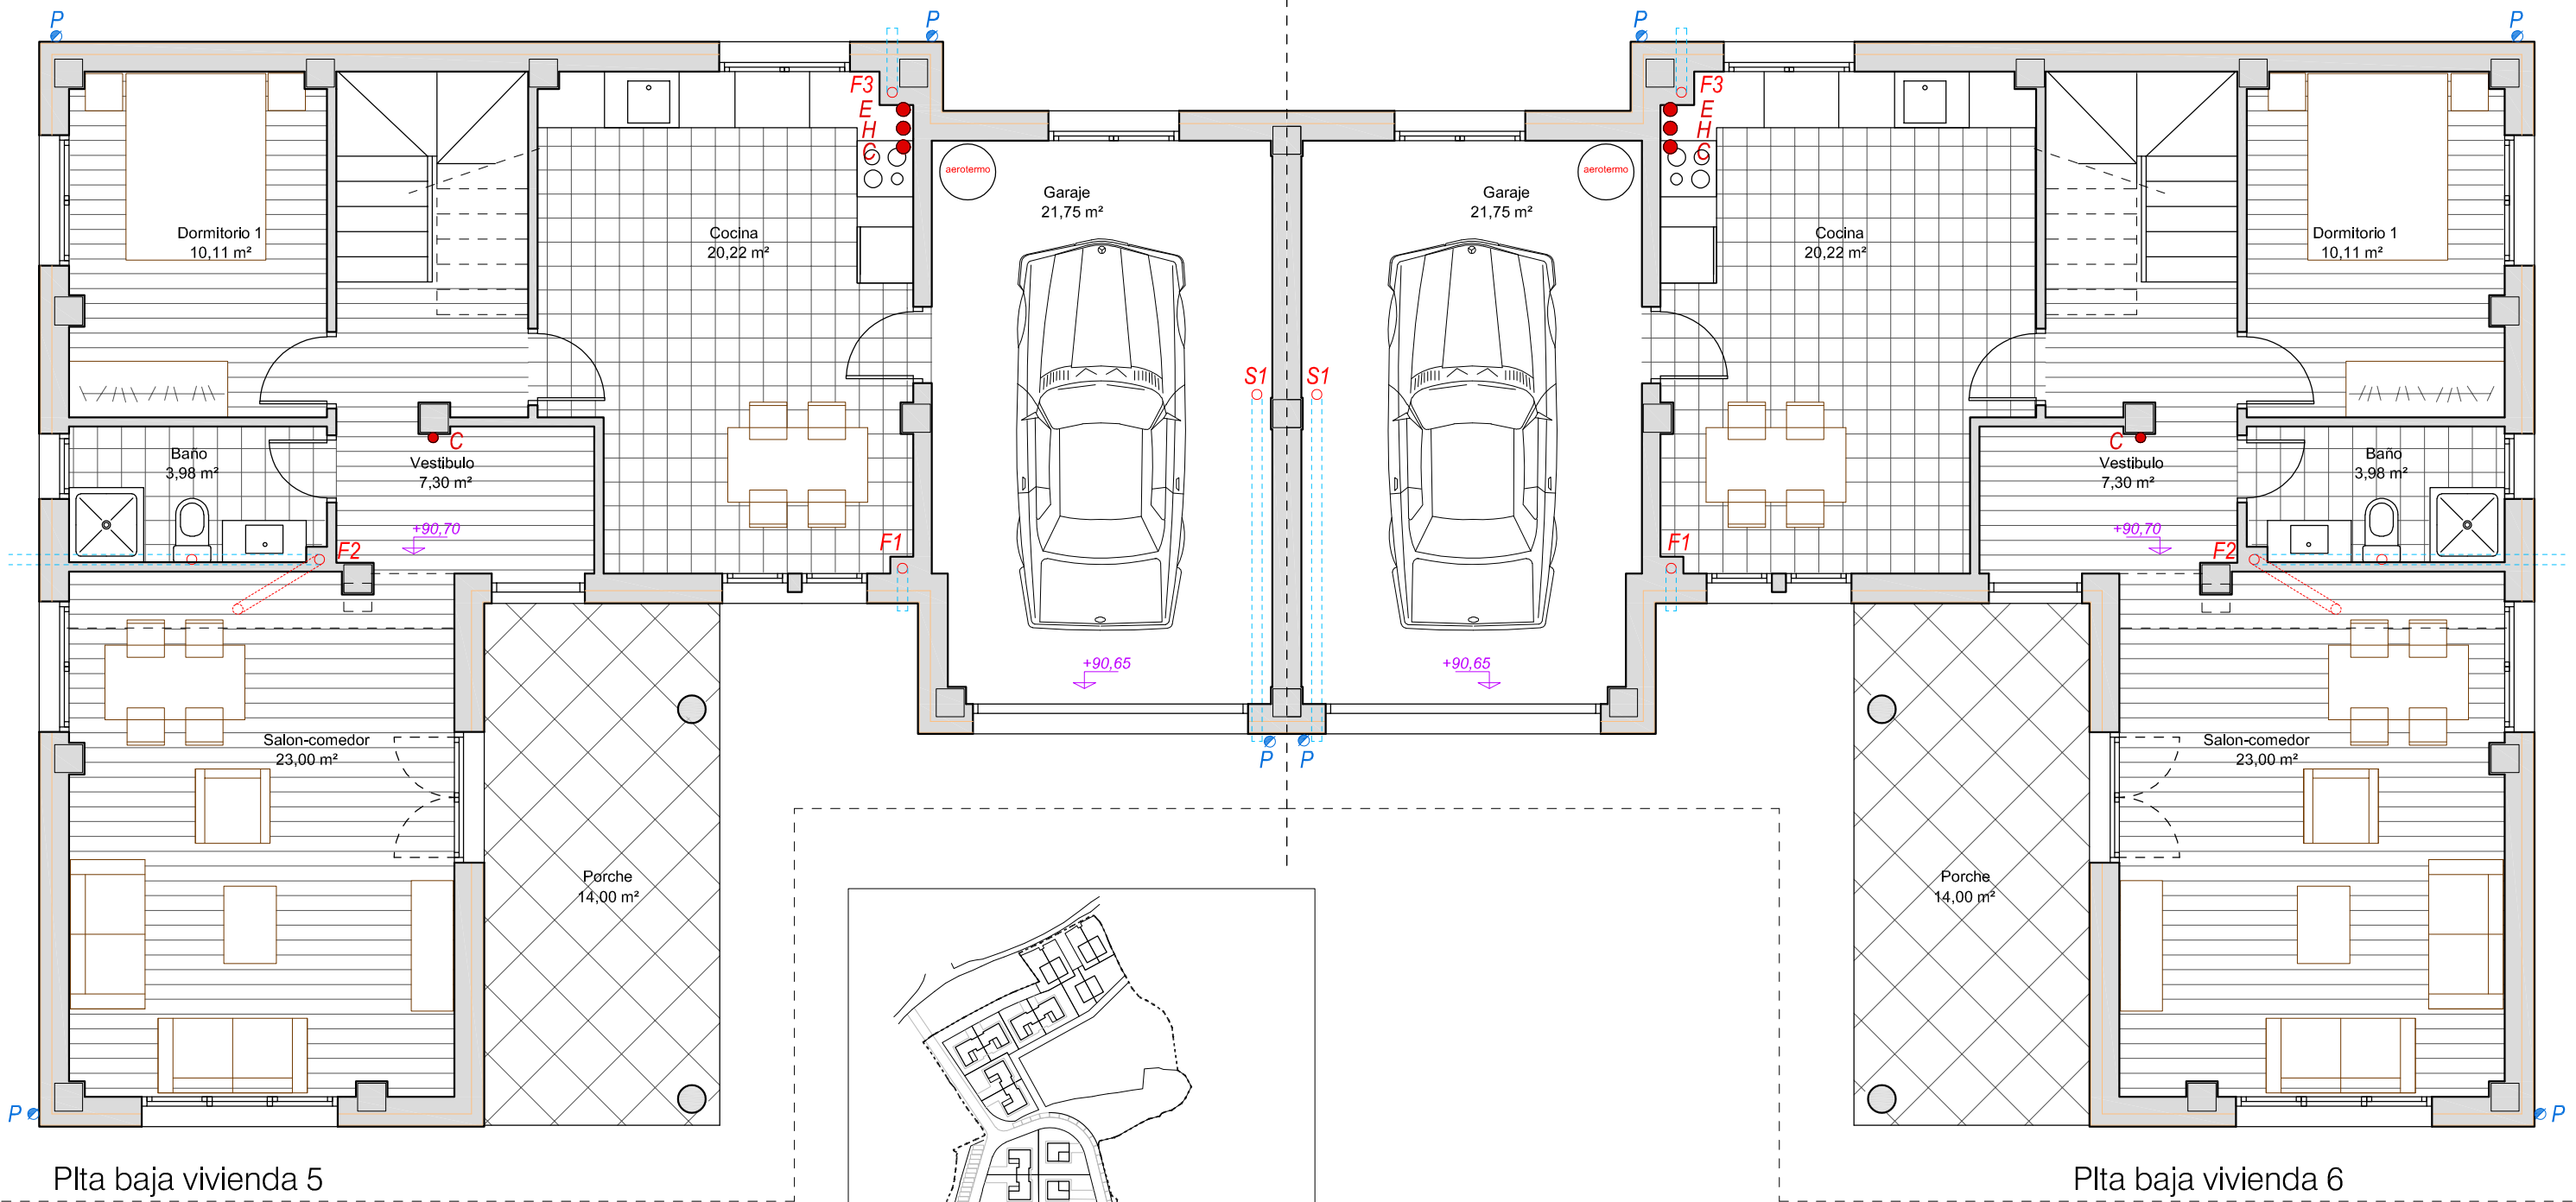 P
P
P
P
F3
E
H
C
aerotermo
Garaje
21,75 m²
Dormitorio 1
10,11 m²
Cocina
20,22 m²
F3
E
H
C
aerotermo
Garaje
21,75 m²
Cocina
20,22 m²
Dormitorio 1
10,11 m²
S1
S1
C
Baño
3,98 m²
Vestibulo
7,30 m²
+90,70
F2
F1
C
Vestibulo
7,30 m²
Baño
3,98 m²
+90,70
F2
F1
+90,65
+90,65
Salon-comedor
23,00 m²
P
P
Salon-comedor
23,00 m²
Porche
14,00 m²
Porche
14,00 m²
P
P
Plta baja vivienda 5
Plta baja vivienda 6